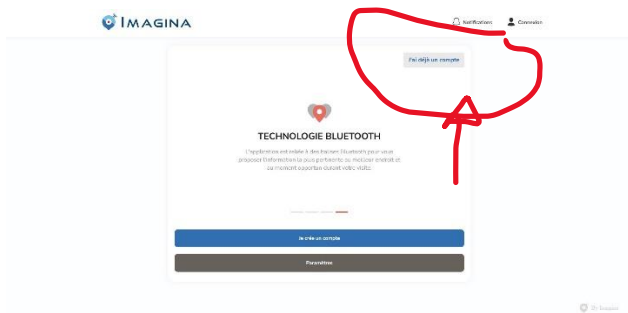 IMAGINA
Notifications
Connexion
J'ai déjà un compte
TECHNOLOGIE BLUETOOTH
L'application est reliée à des balises Bluetooth pour vous
proposer l'information la plus pertinente au meilleur endroit et
au moment opportun durant votre visite.
Je crée un compte
Paramètres